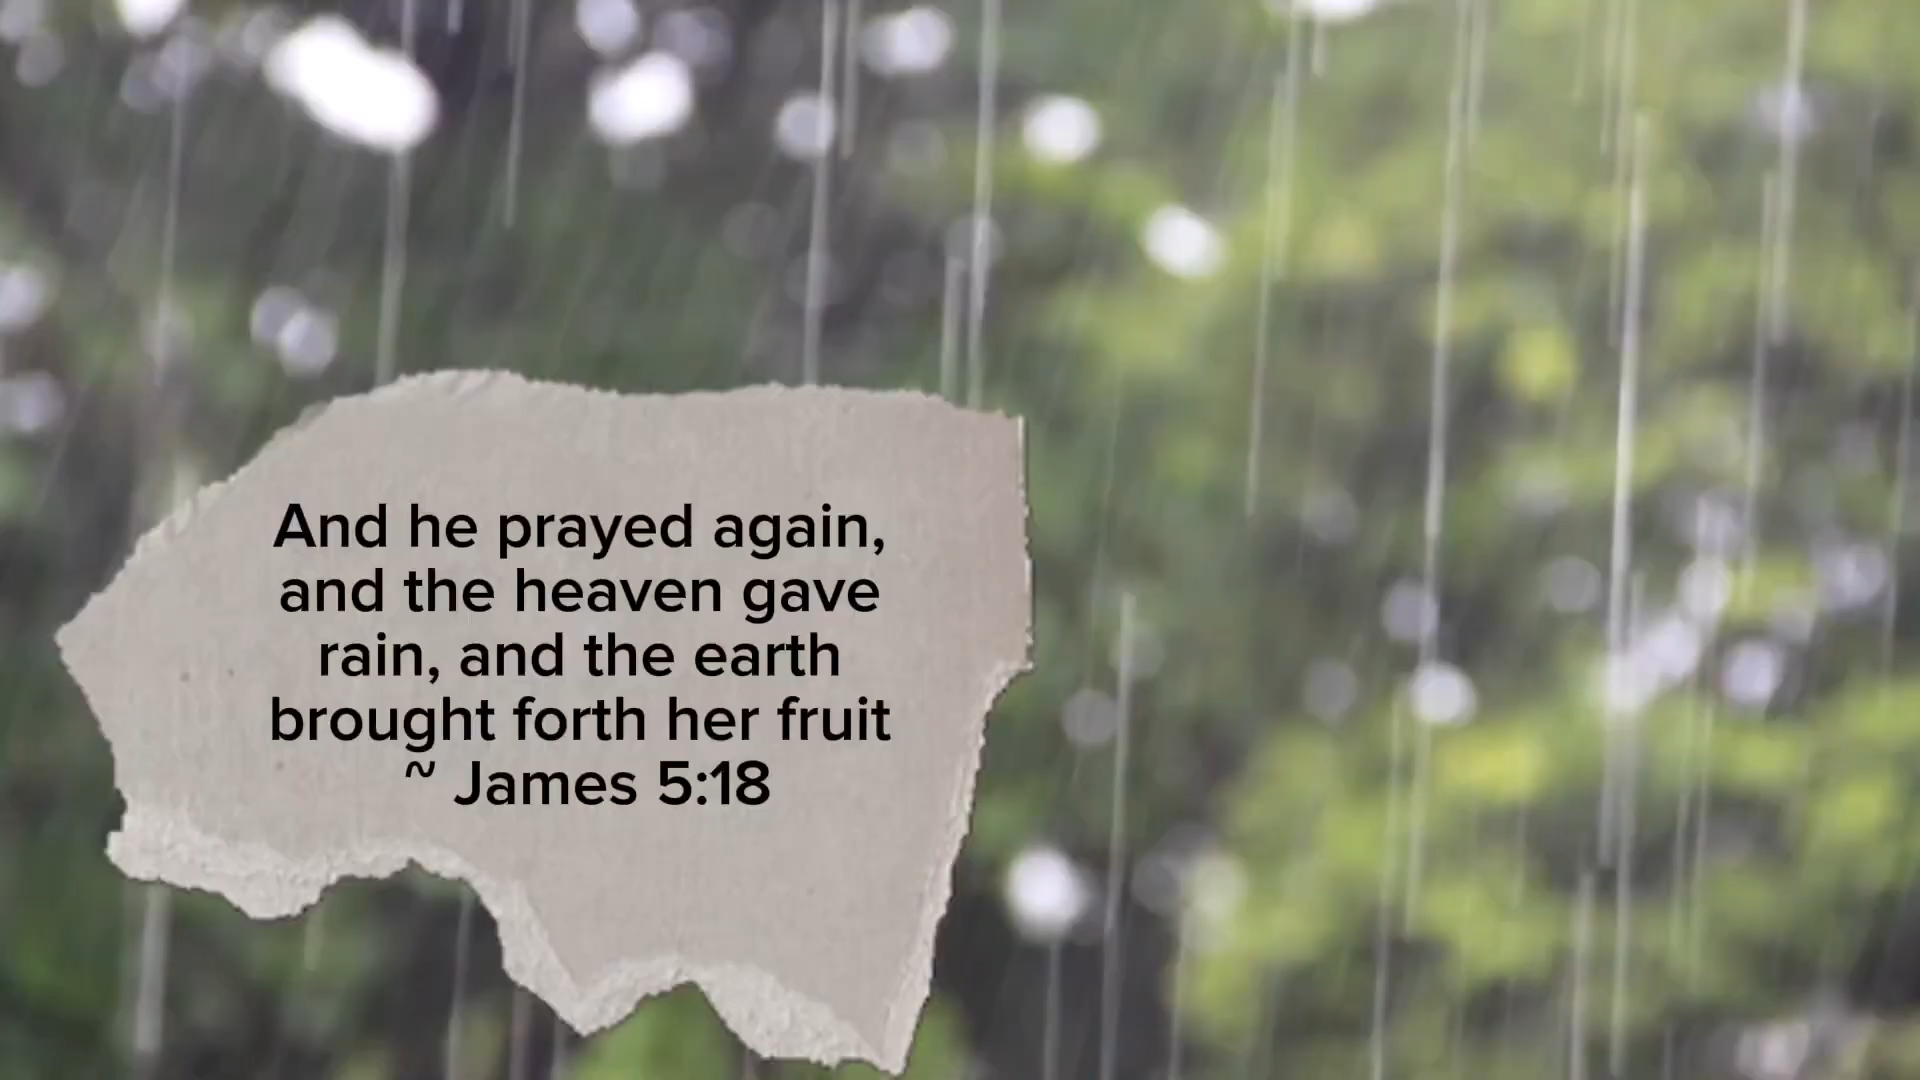 And he prayed again,
and the heaven gave
rain, and the earth
brought forth her fruit
~ James 5:18